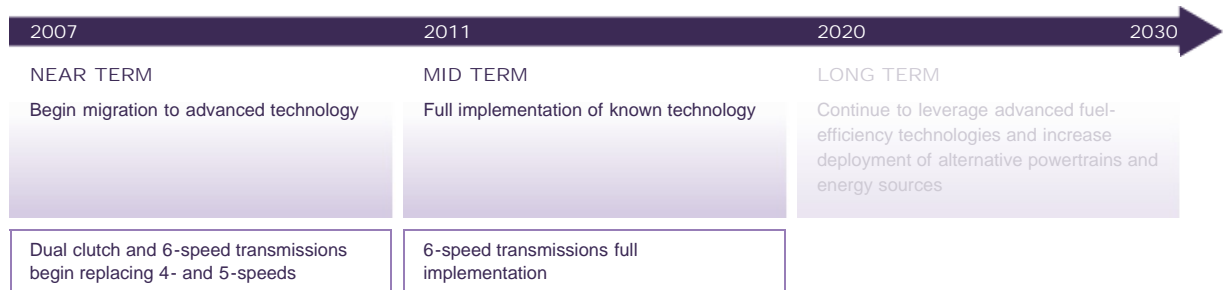 2007 2011 2020 2030
NEAR TERM
Begin migration to advanced technology
MID TERM
Full implementation of known technology
LONG TERM
Continue to leverage advanced fuel-
efficiency technologies and increase
deployment of alternative powertrains and
energy sources
Dual clutch and 6-speed transmissions
begin replacing 4- and 5-speeds
6-speed transmissions full
implementation